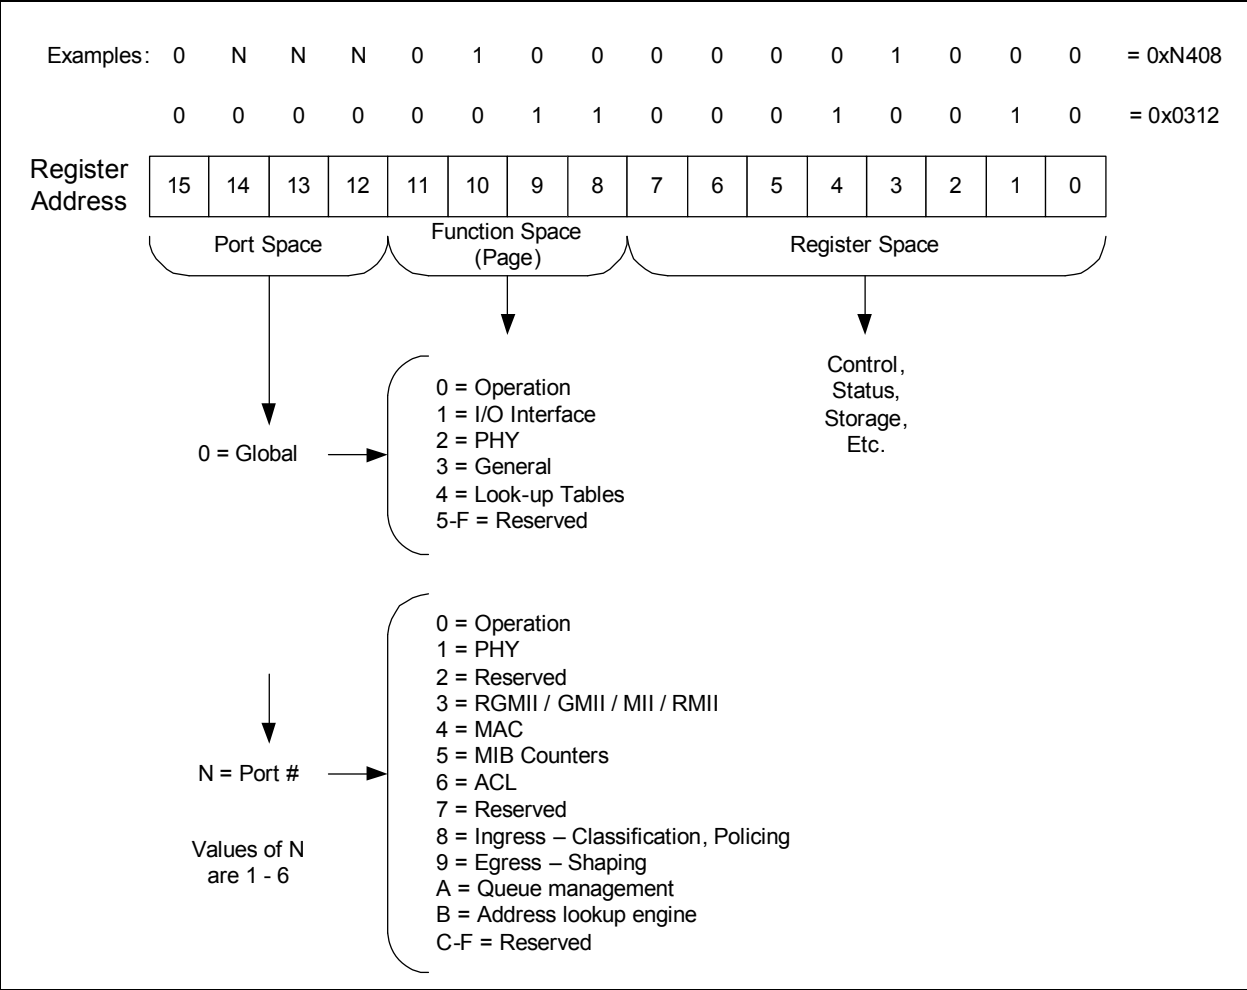 Examples: 0 N N N 0 1 0 0 0 0 0 0 1 0 0 0 = 0xN408
0 0 0 0 0 0 1 1 0 0 0 1 0 0 1 0 = 0x0312
Register
Address
15 14 13 12 11 10 9 8 7 6 5 4 3 2 1 0
Port Space
Function Space
(Page)
Register Space
Control,
Status,
Storage,
Etc.
0 = Global
0 = Operation
1 = I/O Interface
2 = PHY
3 = General
4 = Look-up Tables
5-F = Reserved
N = Port #
Values of N
are 1 - 6
0 = Operation
1 = PHY
2 = Reserved
3 = RGMII / GMII / MII / RMII
4 = MAC
5 = MIB Counters
6 = ACL
7 = Reserved
8 = Ingress – Classification, Policing
9 = Egress – Shaping
A = Queue management
B = Address lookup engine
C-F = Reserved